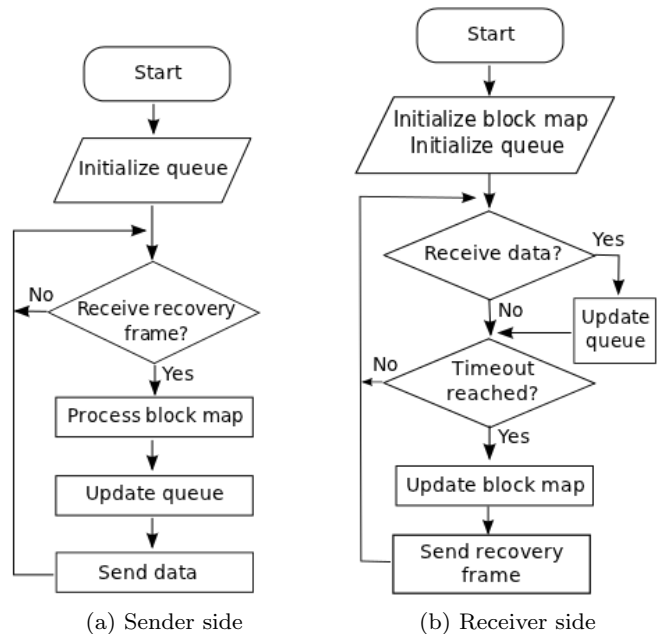 Start
Initialize queue
No
Receive recovery
frame?
Yes
Process block map
Update queue
Send data
(a) Sender side
Start
Initialize block map
Initialize queue
Receive data?
Yes
No
Update
queue
No
Timeout
reached?
Yes
Update block map
Send recovery
frame
(b) Receiver side